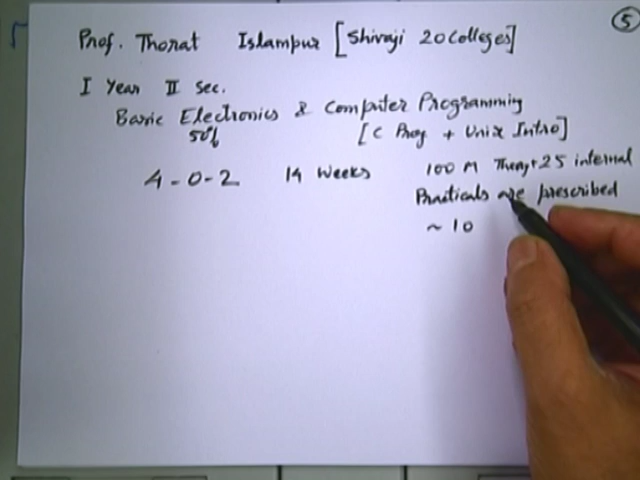 5
Prof. Thorat Islampur [Shivaji 20 Colleges]
I Year II Sec.
Basic Electronics & Computer Programming
50% [C Prog + Unix Intro]
4-0-2 14 Weeks 100 M Theory + 25 internal
Practicals are prescribed
~ 10